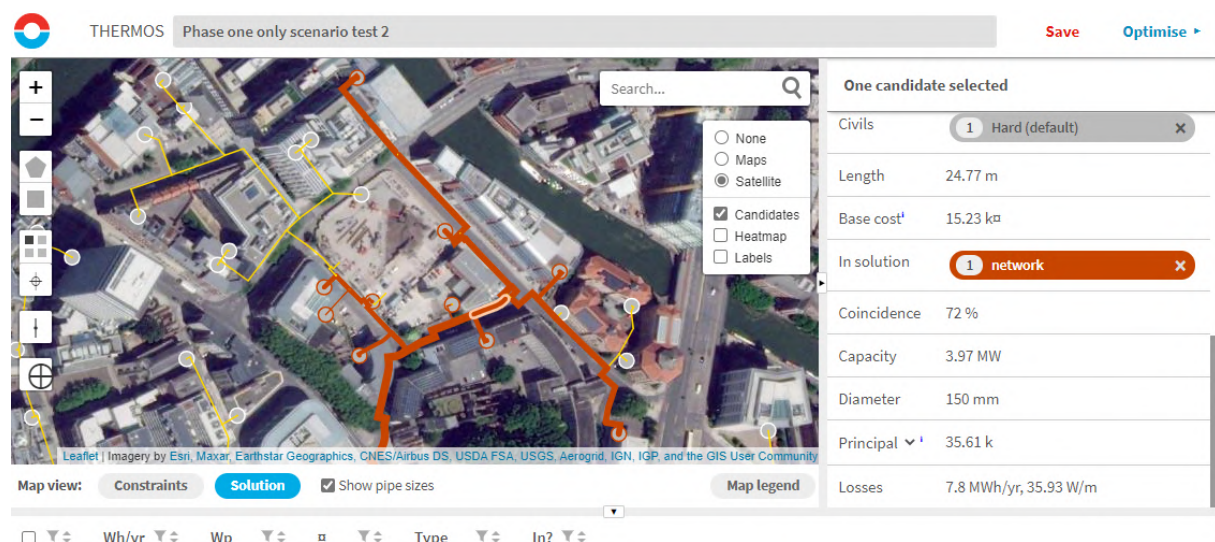 THERMOS Phase one only scenario test 2 Save Optimise ▸
+
−
Search...
None
Maps
Satellite
Candidates
Heatmap
Labels
Leaflet | Imagery by Esri, Maxar, Earthstar Geographics, CNES/Airbus DS, USDA FSA, USGS, Aerogrid, IGN, IGP, and the GIS User Community
Map view: Constraints Solution Show pipe sizes Map legend
One candidate selected
Civils 1 Hard (default) ×
Length 24.77 m
Base cost i 15.23 k¤
In solution 1 network ×
Coincidence 72 %
Capacity 3.97 MW
Diameter 150 mm
Principal i 35.61 k
Losses 7.8 MWh/yr, 35.93 W/m
Wh/yr Wp ¤ Type In?